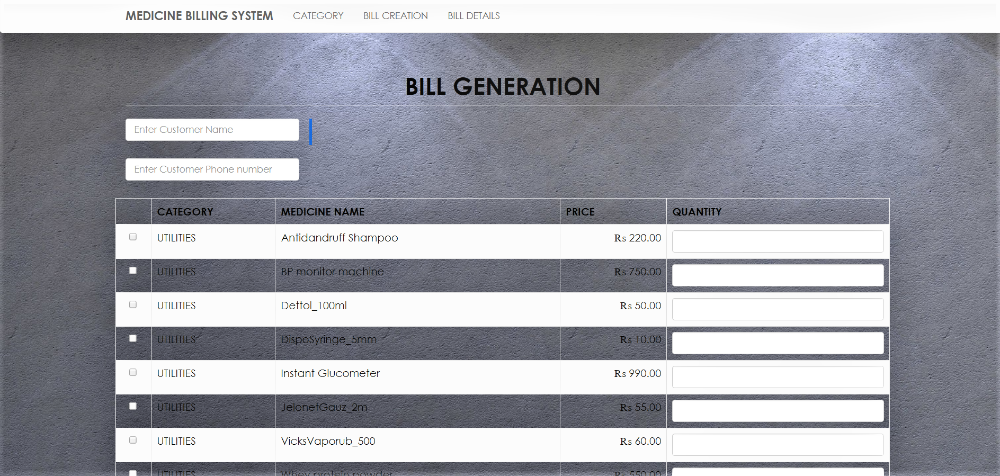 MEDICINE BILLING SYSTEM CATEGORY BILL CREATION BILL DETAILS
BILL GENERATION
Enter Customer Name
Enter Customer Phone number
CATEGORY MEDICINE NAME PRICE QUANTITY
UTILITIES Antidandruff Shampoo Rs 220.00
UTILITIES BP monitor machine Rs 750.00
UTILITIES Dettol_100ml Rs 50.00
UTILITIES DispoSyringe_5mm Rs 10.00
UTILITIES Instant Glucometer Rs 990.00
UTILITIES JelonetGauz_2m Rs 55.00
UTILITIES VicksVaporub_500 Rs 60.00
UTILITIES Whey protein powder Rs 550.00